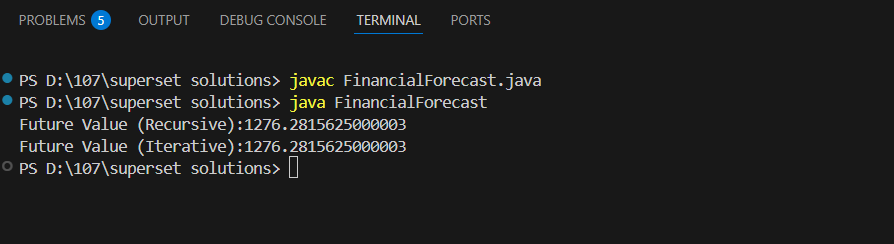 PROBLEMS 5 OUTPUT DEBUG CONSOLE TERMINAL PORTS
PS D:\107\superset solutions> javac FinancialForecast.java
PS D:\107\superset solutions> java FinancialForecast
Future Value (Recursive):1276.2815625000003
Future Value (Iterative):1276.2815625000003
PS D:\107\superset solutions>